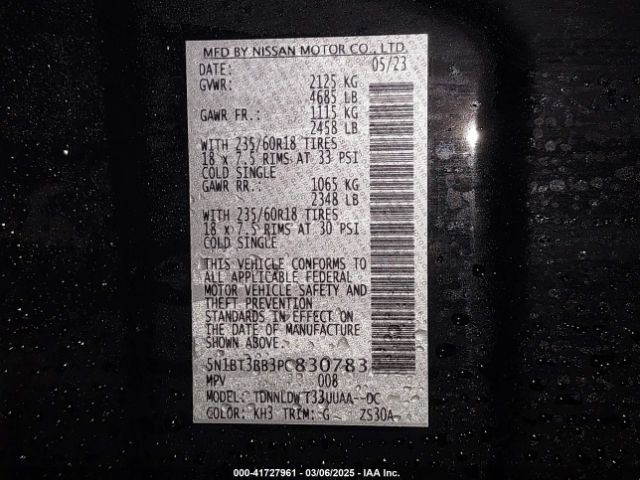 MFD BY NISSAN MOTOR CO., LTD.
DATE: 05/23
GVWR: 2125 KG
4685 LB
GAWR FR.: 1115 KG
2458 LB
WITH 235/60R18 TIRES
18 x 7.5 RIMS AT 33 PSI
COLD SINGLE
GAWR RR.: 1065 KG
2348 LB
WITH 235/60R18 TIRES
18 x 7.5 RIMS AT 30 PSI
COLD SINGLE
THIS VEHICLE CONFORMS TO
ALL APPLICABLE FEDERAL
MOTOR VEHICLE SAFETY AND
THEFT PREVENTION
STANDARDS IN EFFECT ON
THE DATE OF MANUFACTURE
SHOWN ABOVE.
5N1BT3BB3PC830783
MPV 008
MODEL: TDNNLDWT33UUAA--DC
COLOR: KH3 TRIM: G ZS30A
000-41727961 — 03/06/2025 — IAA Inc.